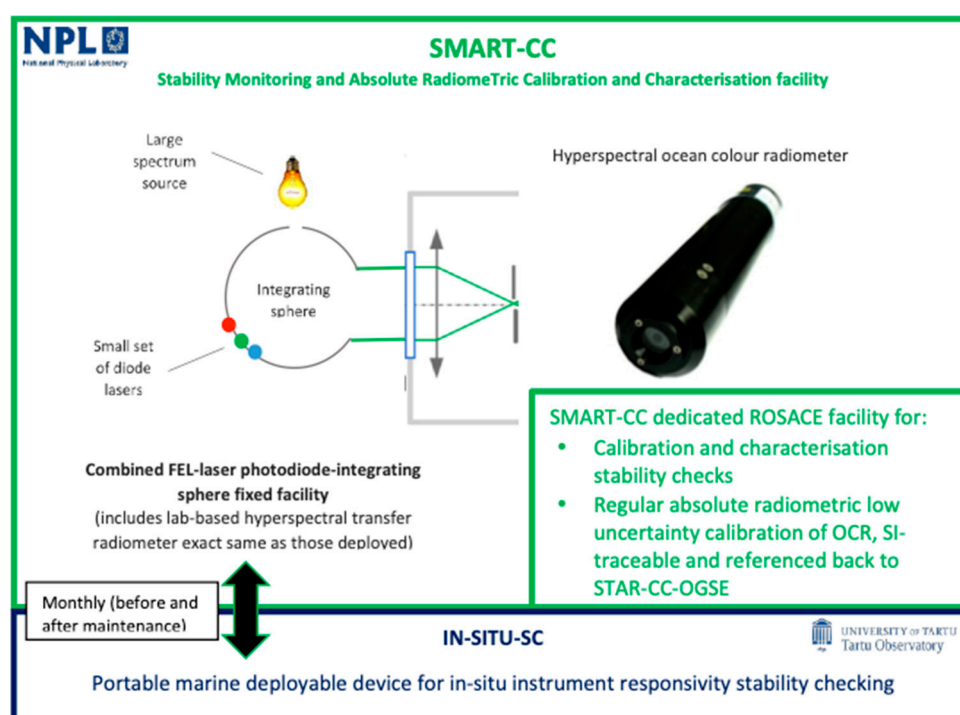 NPL
National Physical Laboratory
SMART-CC
Stability Monitoring and Absolute RadiomeTric Calibration and Characterisation facility
Large
spectrum
source
Hyperspectral ocean colour radiometer
Integrating
sphere
Small set
of diode
lasers
SMART-CC dedicated ROSACE facility for:
• Calibration and characterisation
stability checks
• Regular absolute radiometric low
uncertainty calibration of OCR, SI-
traceable and referenced back to
STAR-CC-OGSE
Combined FEL-laser photodiode-integrating
sphere fixed facility
(includes lab-based hyperspectral transfer
radiometer exact same as those deployed)
Monthly (before and
after maintenance)
IN-SITU-SC
UNIVERSITY OF TARTU
Tartu Observatory
Portable marine deployable device for in-situ instrument responsivity stability checking